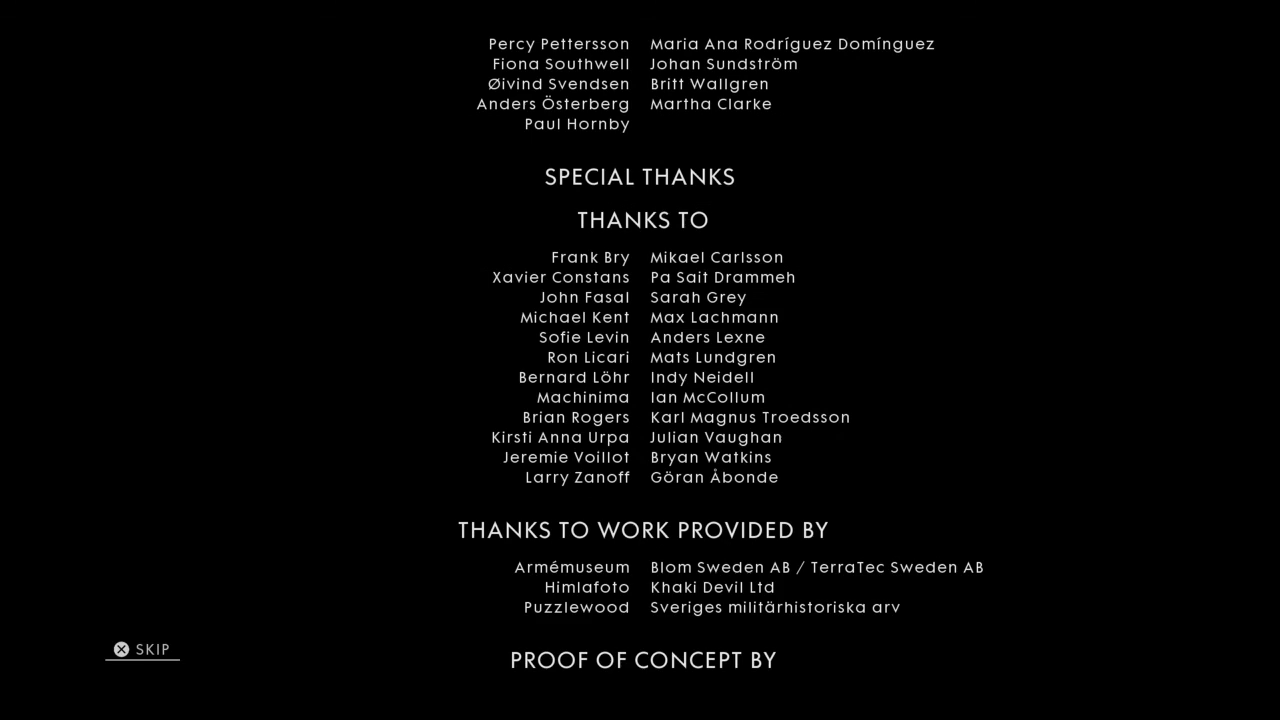 Percy Pettersson Maria Ana Rodríguez Domínguez
Fiona Southwell Johan Sundström
Øivind Svendsen Britt Wallgren
Anders Österberg Martha Clarke
Paul Hornby
SPECIAL THANKS
THANKS TO
Frank Bry Mikael Carlsson
Xavier Constans Pa Sait Drammeh
John Fasal Sarah Grey
Michael Kent Max Lachmann
Sofie Levin Anders Lexne
Ron Licari Mats Lundgren
Bernard Löhr Indy Neidell
Machinima Ian McCollum
Brian Rogers Karl Magnus Troedsson
Kirsti Anna Urpa Julian Vaughan
Jeremie Voillot Bryan Watkins
Larry Zanoff Göran Åbonde
THANKS TO WORK PROVIDED BY
Armémuseum Blom Sweden AB / TerraTec Sweden AB
Himlafoto Khaki Devil Ltd
Puzzlewood Sveriges militärhistoriska arv
SKIP
PROOF OF CONCEPT BY